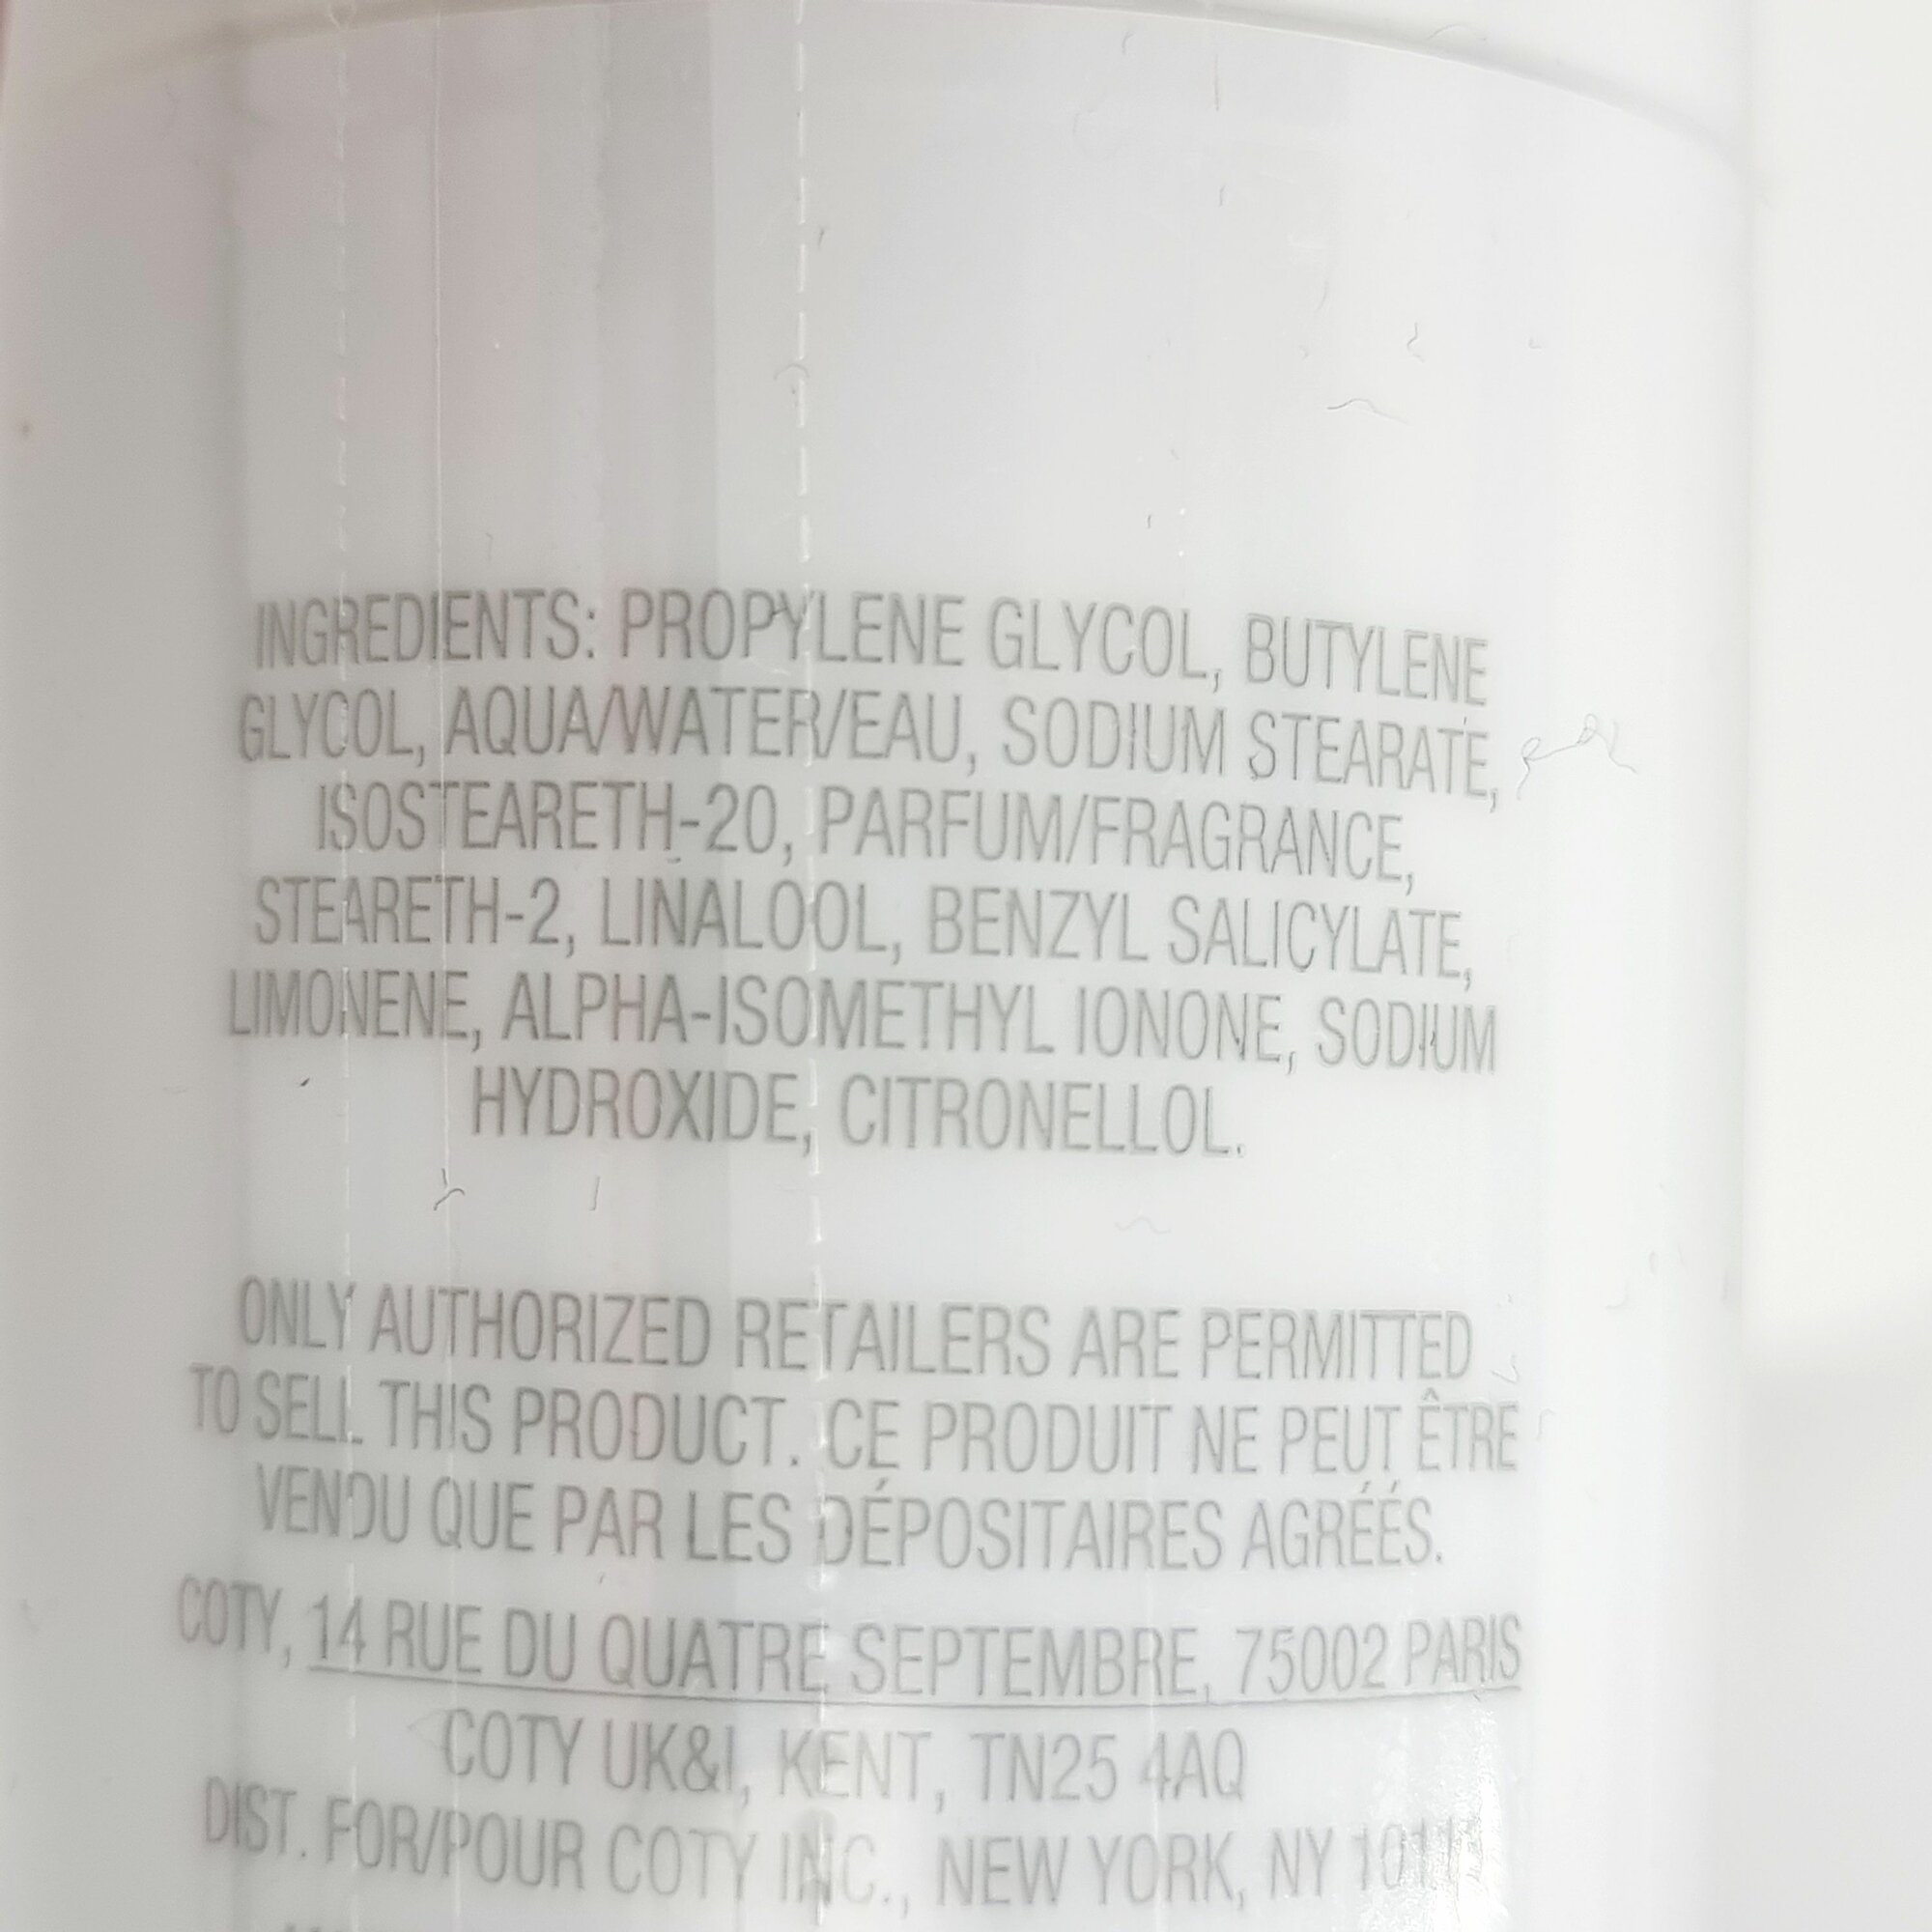 INGREDIENTS: PROPYLENE GLYCOL, BUTYLENE
GLYCOL, AQUA/WATER/EAU, SODIUM STEARATE,
ISOSTEARETH-20, PARFUM/FRAGRANCE,
STEARETH-2, LINALOOL, BENZYL SALICYLATE,
LIMONENE, ALPHA-ISOMETHYL IONONE, SODIUM
HYDROXIDE, CITRONELLOL.
ONLY AUTHORIZED RETAILERS ARE PERMITTED
TO SELL THIS PRODUCT. CE PRODUIT NE PEUT ÊTRE
VENDU QUE PAR LES DÉPOSITAIRES AGRÉÉS.
COTY, 14 RUE DU QUATRE SEPTEMBRE, 75002 PARIS
COTY UK&I, KENT, TN25 4AQ
DIST. FOR/POUR COTY INC., NEW YORK, NY